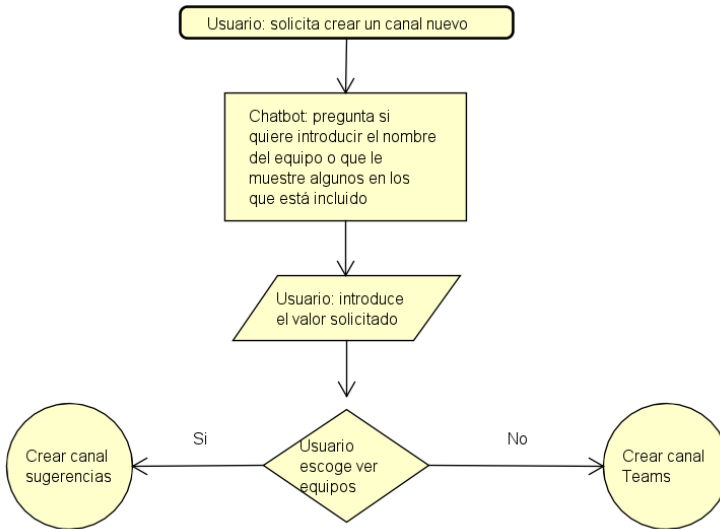 Usuario: solicita crear un canal nuevo
Chatbot: pregunta si
quiere introducir el nombre
del equipo o que le
muestre algunos en los
que está incluido
Usuario: introduce
el valor solicitado
Si
No
Crear canal
sugerencias
Usuario
escoge ver
equipos
Crear canal
Teams